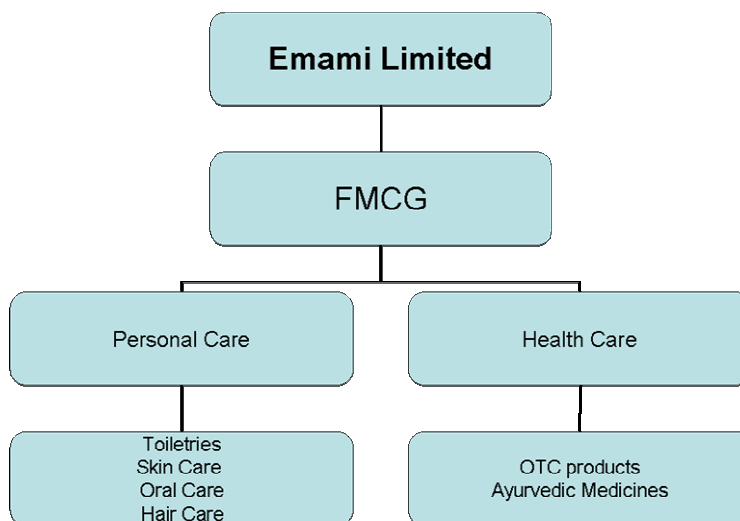 Emami Limited
FMCG
Personal Care
Health Care
Toiletries
Skin Care
Oral Care
Hair Care
OTC products
Ayurvedic Medicines